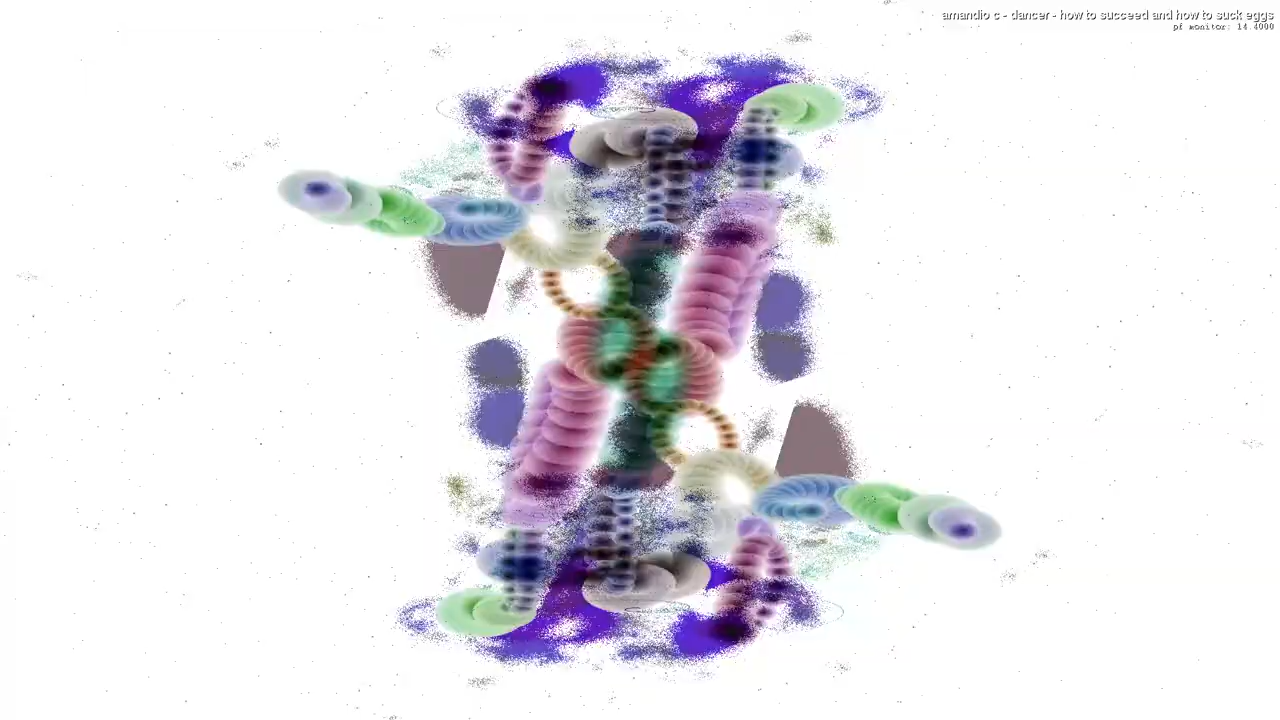 amandio c - dancer - how to succeed and how to suck eggs
pf monitor: 14.4000